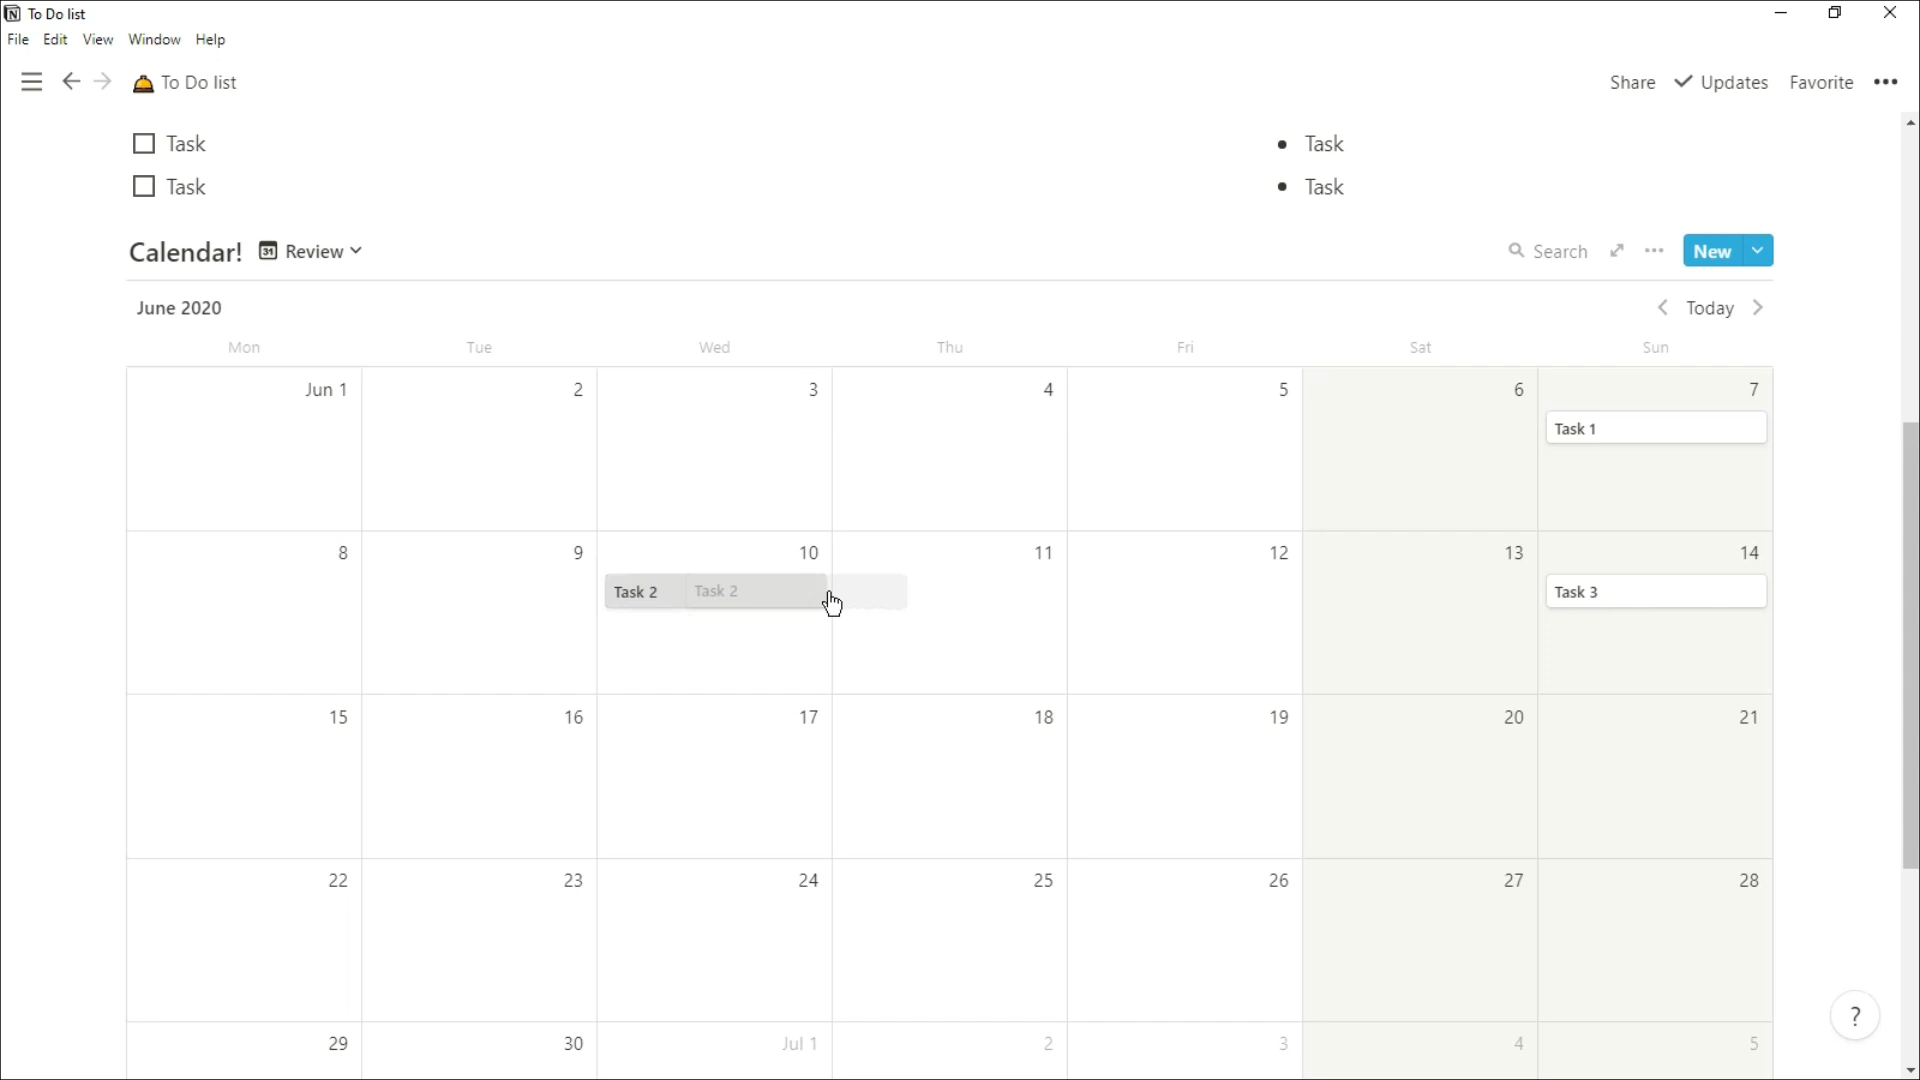 To Do list
File Edit View Window Help
To Do list Share Updates Favorite
Task Task
Task Task
Calendar! 31 Review Search New
June 2020 Today
Mon Tue Wed Thu Fri Sat Sun
Jun 1 2 3 4 5 6 7
Task 1
8 9 10 11 12 13 14
Task 2 Task 2 Task 3
15 16 17 18 19 20 21
22 23 24 25 26 27 28
?
29 30 Jul 1 2 3 4 5